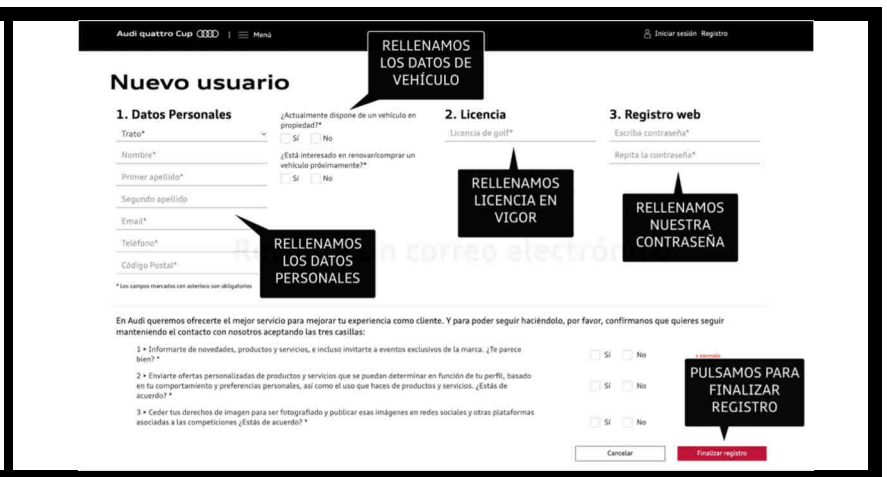 Audi quattro Cup
Menú
Iniciar sesión Registro
RELLENAMOS
LOS DATOS DE
VEHÍCULO
Nuevo usuario
1. Datos Personales
Trato*
Nombre*
Primer apellido*
Segundo apellido
Email*
Teléfono*
Código Postal*
* Los campos marcados con asterisco son obligatorios
RELLENAMOS
LOS DATOS
PERSONALES
¿Actualmente dispone de un vehículo en
propiedad?*
Sí No
¿Está interesado en renovar/comprar un
vehículo próximamente?*
Sí No
2. Licencia
Licencia de golf*
RELLENAMOS
LICENCIA EN
VIGOR
3. Registro web
Escriba contraseña*
Repita la contraseña*
RELLENAMOS
NUESTRA
CONTRASEÑA
correo electró
En Audi queremos ofrecerte el mejor servicio para mejorar tu experiencia como cliente. Y para poder seguir haciéndolo, por favor, confírmanos que quieres seguir
manteniendo el contacto con nosotros aceptando las tres casillas:
1 • Informarte de novedades, productos y servicios, e incluso invitarte a eventos exclusivos de la marca. ¿Te parece
bien? *
Sí No
2 • Enviarte ofertas personalizadas de productos y servicios que se puedan determinar en función de tu perfil, basado
en tu comportamiento y preferencias personales, así como el uso que haces de productos y servicios. ¿Estás de
acuerdo? *
Sí No
3 • Ceder tus derechos de imagen para ser fotografiado y publicar esas imágenes en redes sociales y otras plataformas
asociadas a las competiciones ¿Estás de acuerdo? *
Sí No
PULSAMOS PARA
FINALIZAR
REGISTRO
Cancelar
Finalizar registro